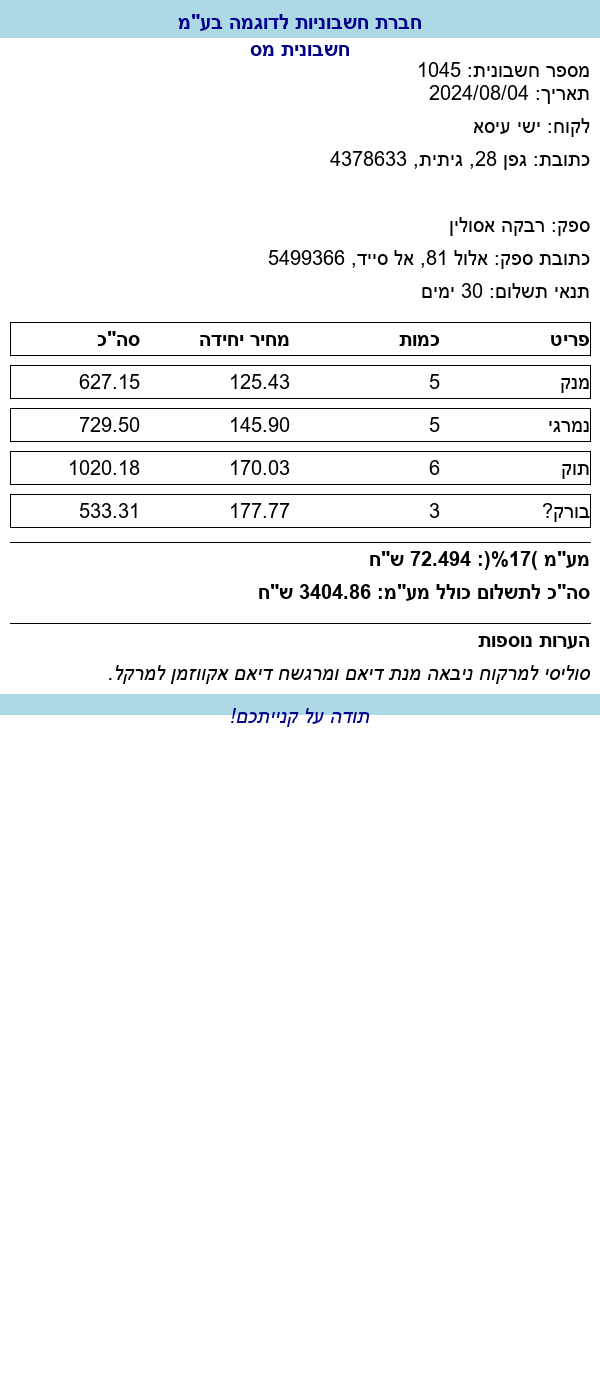 חברת חשבוניות לדוגמה בע"מ
חשבונית מס
מספר חשבונית: 1045
תאריך: 2024/08/04
לקוח: ישי עיסא
כתובת: גפן 28, גיתית, 4378633
ספק: רבקה אסולין
כתובת ספק: אלול 81, אל סייד, 5499366
תנאי תשלום: 30 ימים
פריט כמות מחיר יחידה סה"כ
מנק 5 125.43 627.15
נמרגי 5 145.90 729.50
תוק 6 170.03 1020.18
בורק? 3 177.77 533.31
מע"מ )17%(: 72.494 ש"ח
סה"כ לתשלום כולל מע"מ: 3404.86 ש"ח
הערות נוספות
סוליסי למרקוח ניבאה מנת דיאם ומרגשח דיאם אקווזמן למרקל.
תודה על קנייתכם!